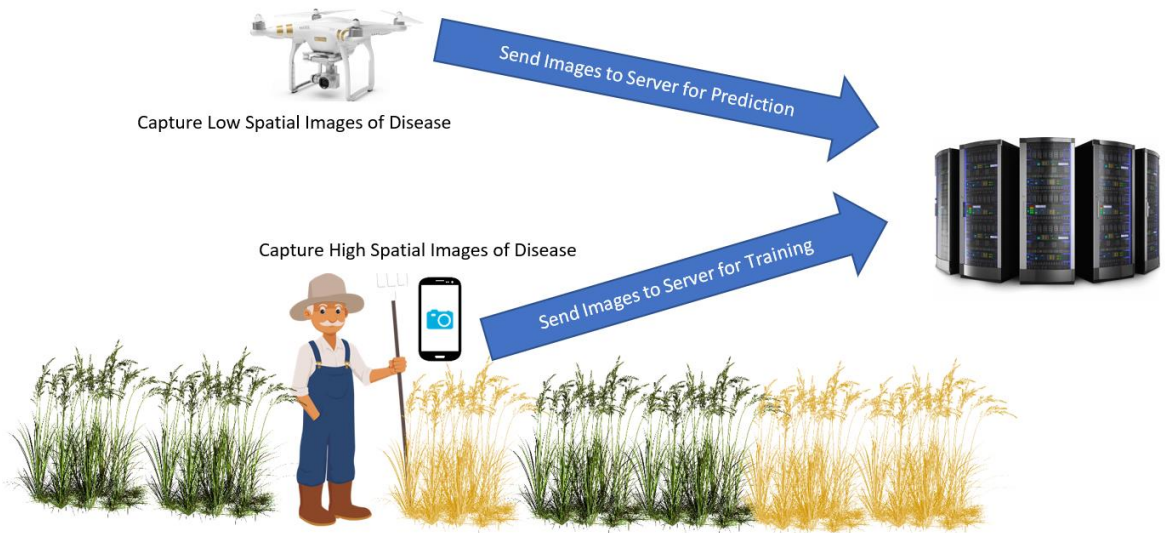 Send Images to Server for Prediction
Capture Low Spatial Images of Disease
Capture High Spatial Images of Disease
Send Images to Server for Training